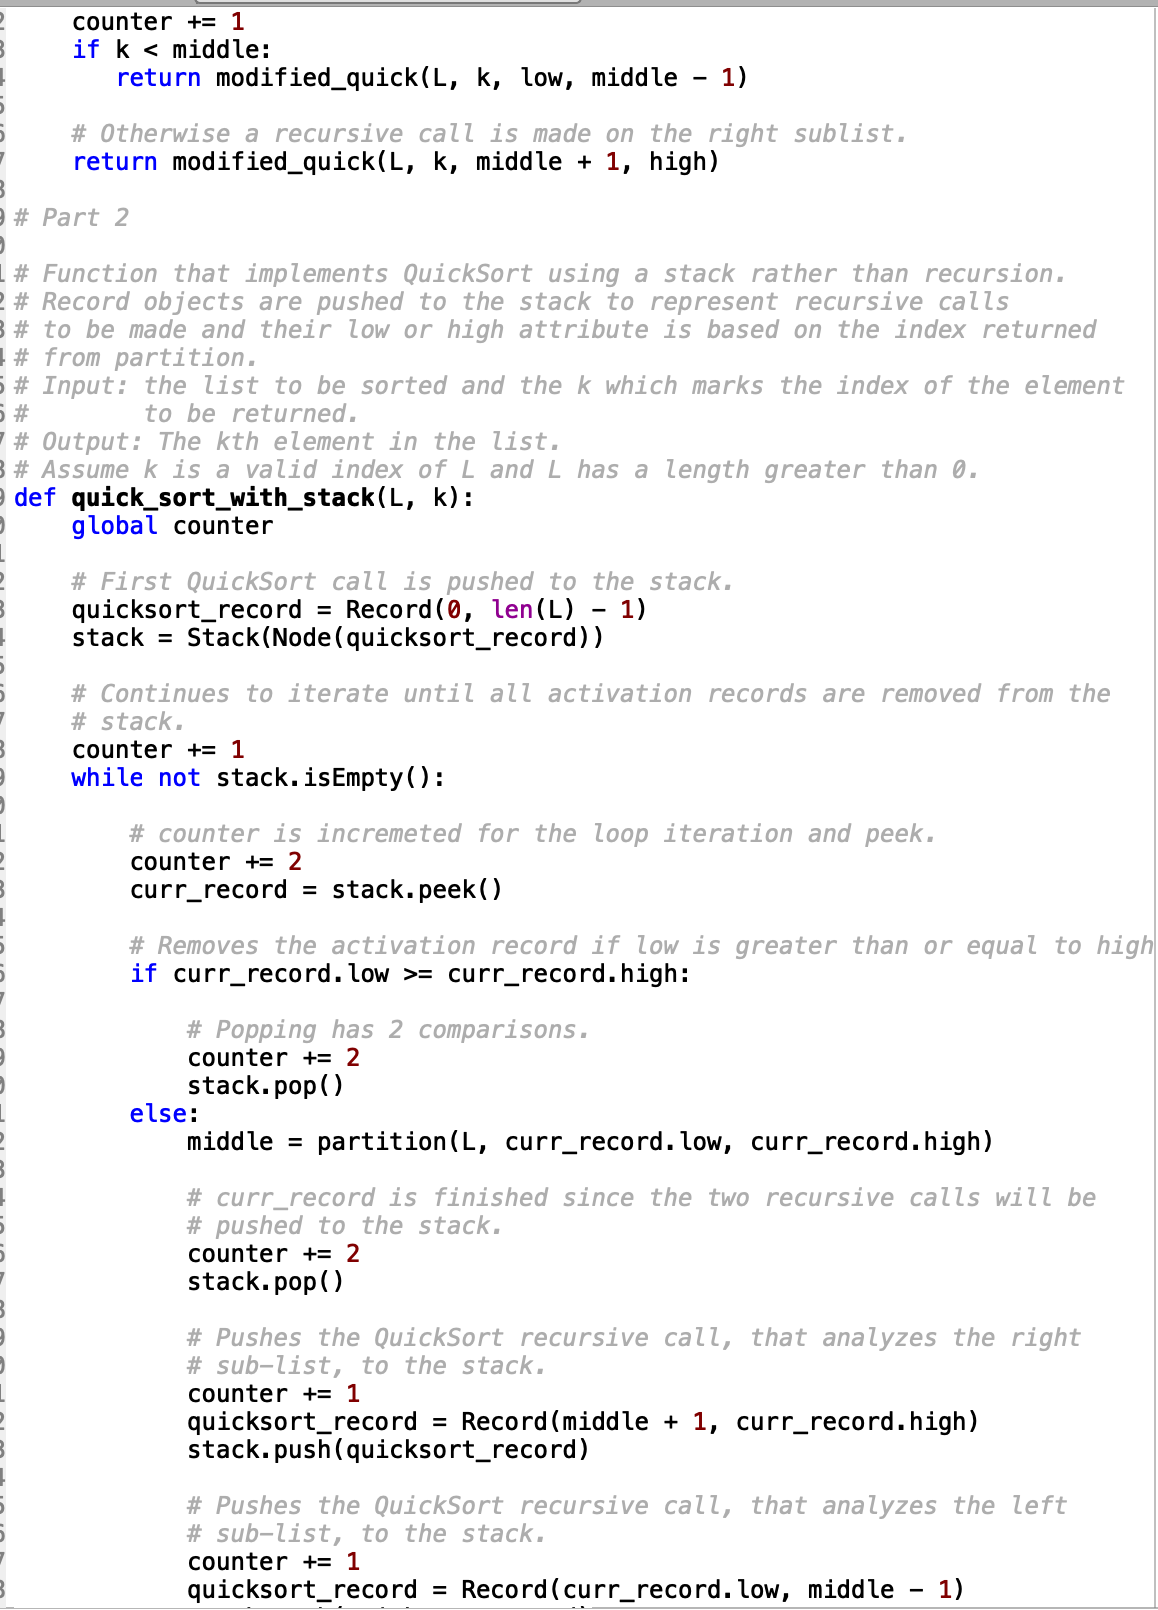 counter += 1
if k < middle:
return modified_quick(L, k, low, middle - 1)
# Otherwise a recursive call is made on the right sublist.
return modified_quick(L, k, middle + 1, high)
# Part 2
# Function that implements QuickSort using a stack rather than recursion.
# Record objects are pushed to the stack to represent recursive calls
# to be made and their low or high attribute is based on the index returned
# from partition.
# Input: the list to be sorted and the k which marks the index of the element
# to be returned.
# Output: The kth element in the list.
# Assume k is a valid index of L and L has a length greater than 0.
def quick_sort_with_stack(L, k):
global counter
# First QuickSort call is pushed to the stack.
quicksort_record = Record(0, len(L) - 1)
stack = Stack(Node(quicksort_record))
# Continues to iterate until all activation records are removed from the
# stack.
counter += 1
while not stack.isEmpty():
# counter is incremeted for the loop iteration and peek.
counter += 2
curr_record = stack.peek()
# Removes the activation record if low is greater than or equal to high
if curr_record.low >= curr_record.high:
# Popping has 2 comparisons.
counter += 2
stack.pop()
else:
middle = partition(L, curr_record.low, curr_record.high)
# curr_record is finished since the two recursive calls will be
# pushed to the stack.
counter += 2
stack.pop()
# Pushes the QuickSort recursive call, that analyzes the right
# sub-list, to the stack.
counter += 1
quicksort_record = Record(middle + 1, curr_record.high)
stack.push(quicksort_record)
# Pushes the QuickSort recursive call, that analyzes the left
# sub-list, to the stack.
counter += 1
quicksort_record = Record(curr_record.low, middle - 1)